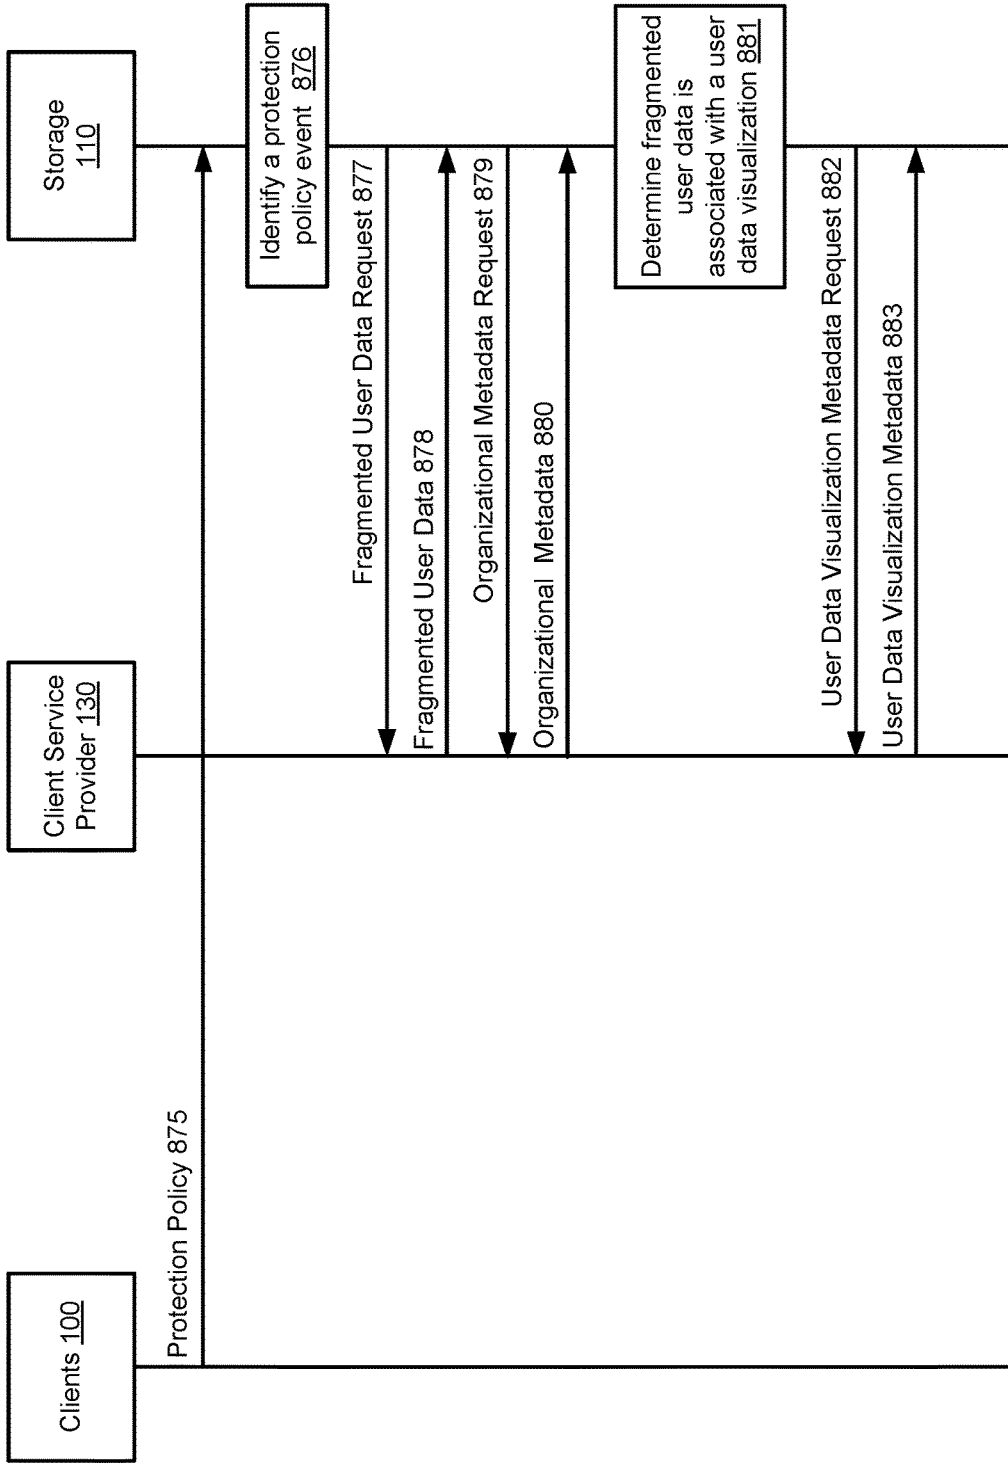 Clients 100
Client Service
Provider 130
Storage
110
Protection Policy 875
Identify a protection
policy event 876
Fragmented User Data Request 877
Fragmented User Data 878
Organizational Metadata Request 879
Organizational Metadata 880
Determine fragmented
user data is
associated with a user
data visualization 881
User Data Visualization Metadata Request 882
User Data Visualization Metadata 883